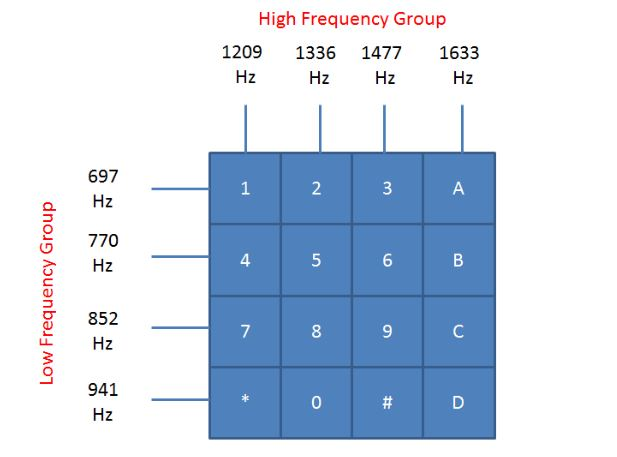 High Frequency Group
1209 1336 1477 1633
Hz Hz Hz Hz
697
Hz
1 2 3 A
770
Hz
4 5 6 B
852
Hz
7 8 9 C
941
Hz
* 0 # D
Low Frequency Group